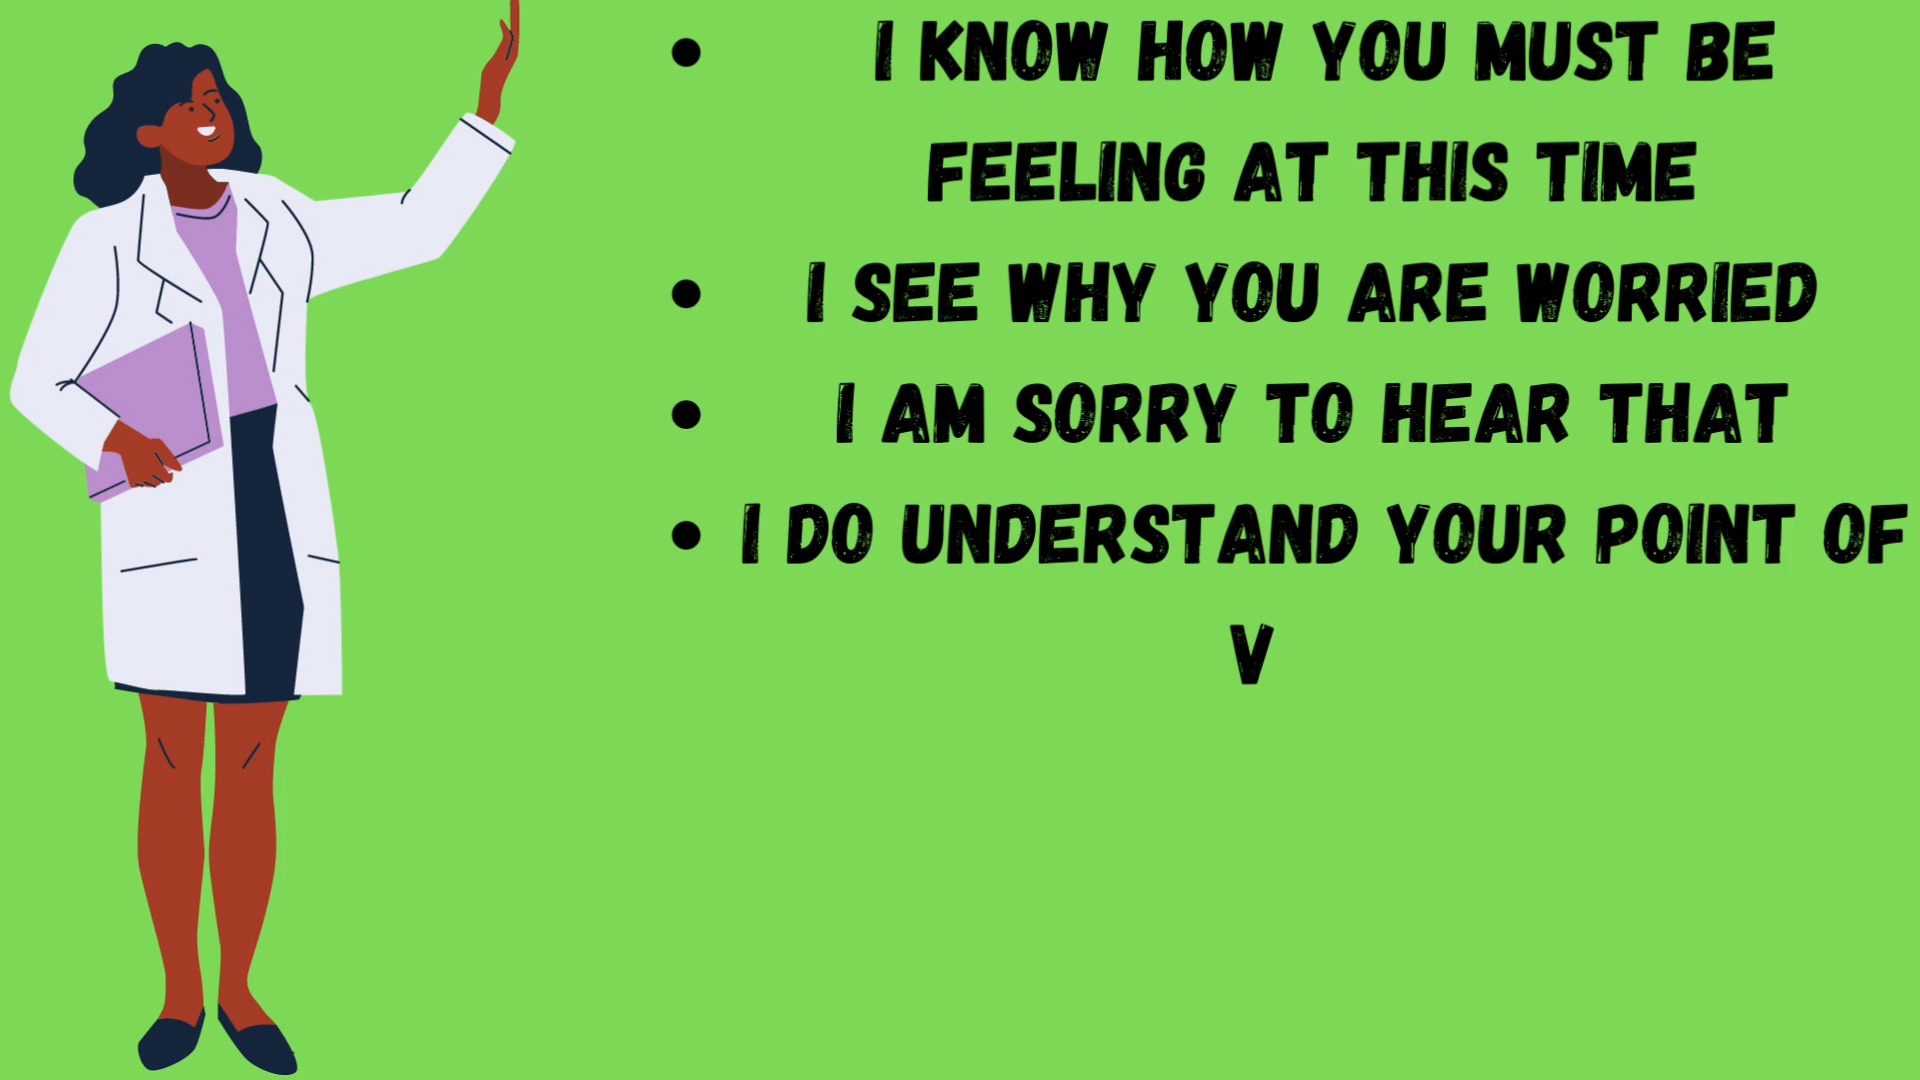 • I KNOW HOW YOU MUST BE
FEELING AT THIS TIME
• I SEE WHY YOU ARE WORRIED
• I AM SORRY TO HEAR THAT
• I DO UNDERSTAND YOUR POINT OF
V